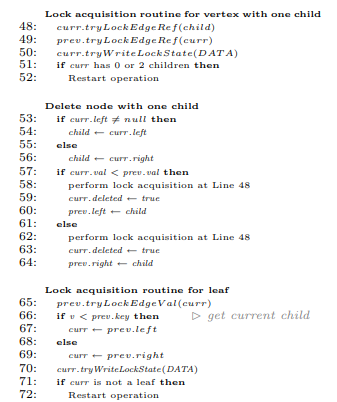 Lock acquisition routine for vertex with one child
48: curr.tryLockEdgeRef(child)
49: prev.tryLockEdgeRef(curr)
50: curr.tryWriteLockState(DATA)
51: if curr has 0 or 2 children then
52: Restart operation
Delete node with one child
53: if curr.left ≠ null then
54: child ← curr.left
55: else
56: child ← curr.right
57: if curr.val < prev.val then
58: perform lock acquisition at Line 48
59: curr.deleted ← true
60: prev.left ← child
61: else
62: perform lock acquisition at Line 48
63: curr.deleted ← true
64: prev.right ← child
Lock acquisition routine for leaf
65: prev.tryLockEdgeVal(curr)
66: if v < prev.key then ▷ get current child
67: curr ← prev.left
68: else
69: curr ← prev.right
70: curr.tryWriteLockState(DATA)
71: if curr is not a leaf then
72: Restart operation